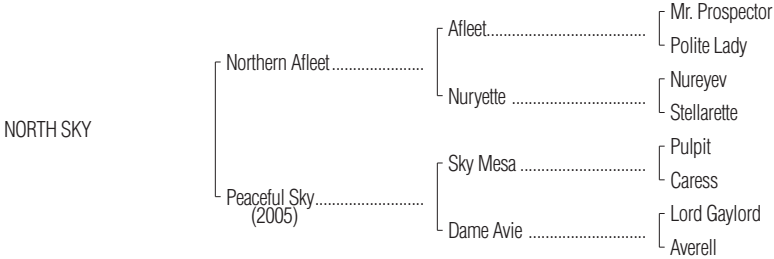 Mr. Prospector
Afleet
Polite Lady
Northern Afleet
Nureyev
Nuryette
Stellarette
NORTH SKY
Pulpit
Sky Mesa
Caress
Peaceful Sky
(2005)
Lord Gaylord
Dame Avie
Averell